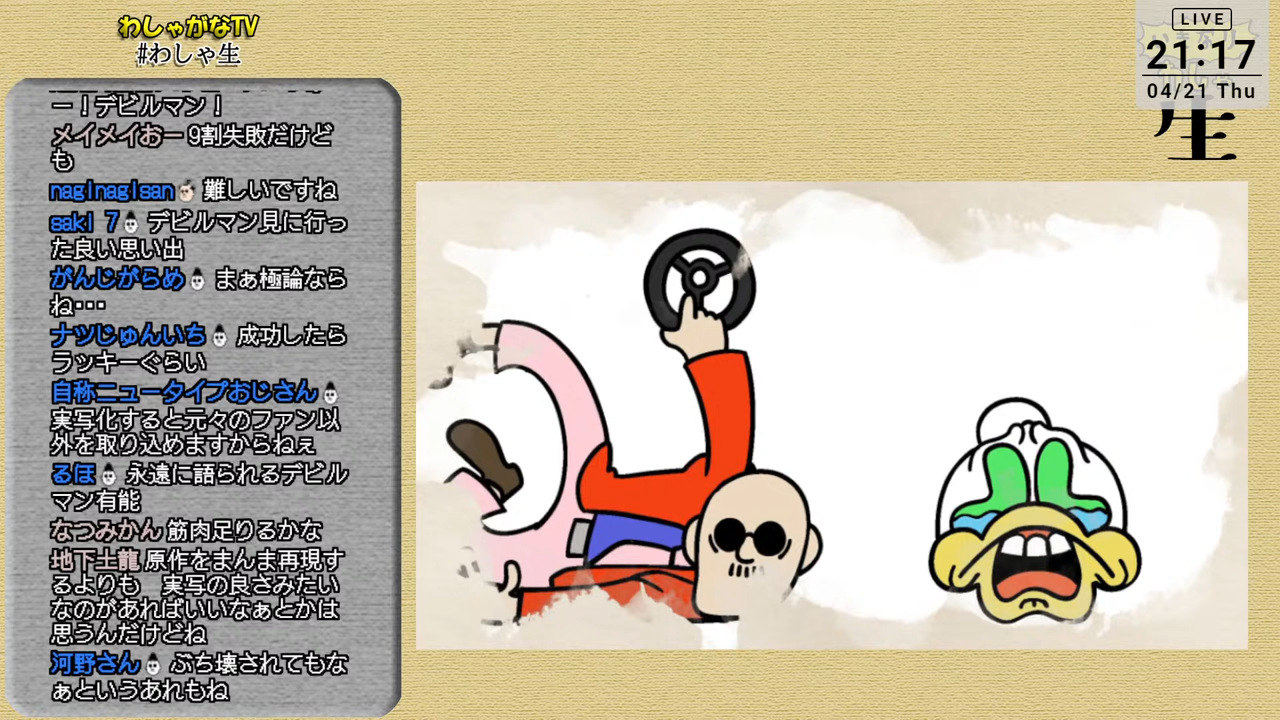 わしゃがなTV
#わしゃ生
ー！デビルマン！
メイメイおー 9割失敗だけど
も
naginagisan 難しいですね
saki 7 デビルマン見に行っ
た良い思い出
がんじがらめ まぁ極論なら
ね･･･
ナツじゅんいち 成功したら
ラッキーぐらい
自称ニュータイプおじさん
実写化すると元々のファン以
外を取り込めますからねぇ
るほ 永遠に語られるデビル
マン有能
なつみかん 筋肉足りるかな
地下土龍 原作をまんま再現す
るよりも 実写の良さみたい
なのがあればいいなぁとかは
思うんだけどね
河野さん ぶち壊されてもな
ぁというあれもね
LIVE
21:17
04/21 Thu
生